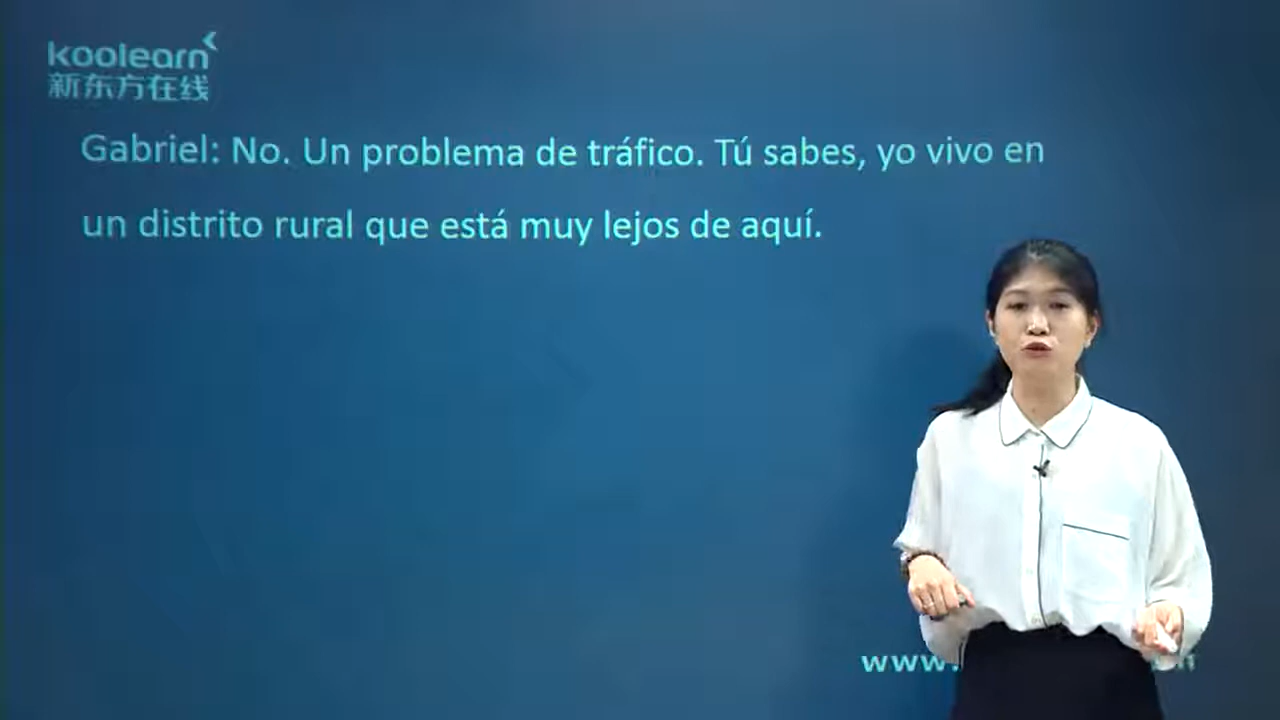 koolearn
新东方在线
Gabriel: No. Un problema de tráfico. Tú sabes, yo vivo en
un distrito rural que está muy lejos de aquí.
www.